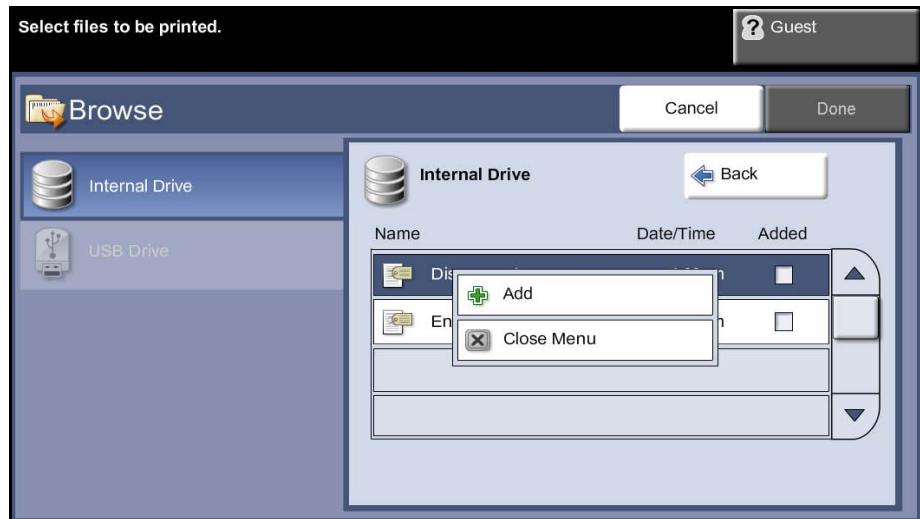 Select files to be printed.
Guest
Browse
Cancel
Done
Internal Drive
USB Drive
Internal Drive
Back
Name Date/Time Added
Add
Close Menu